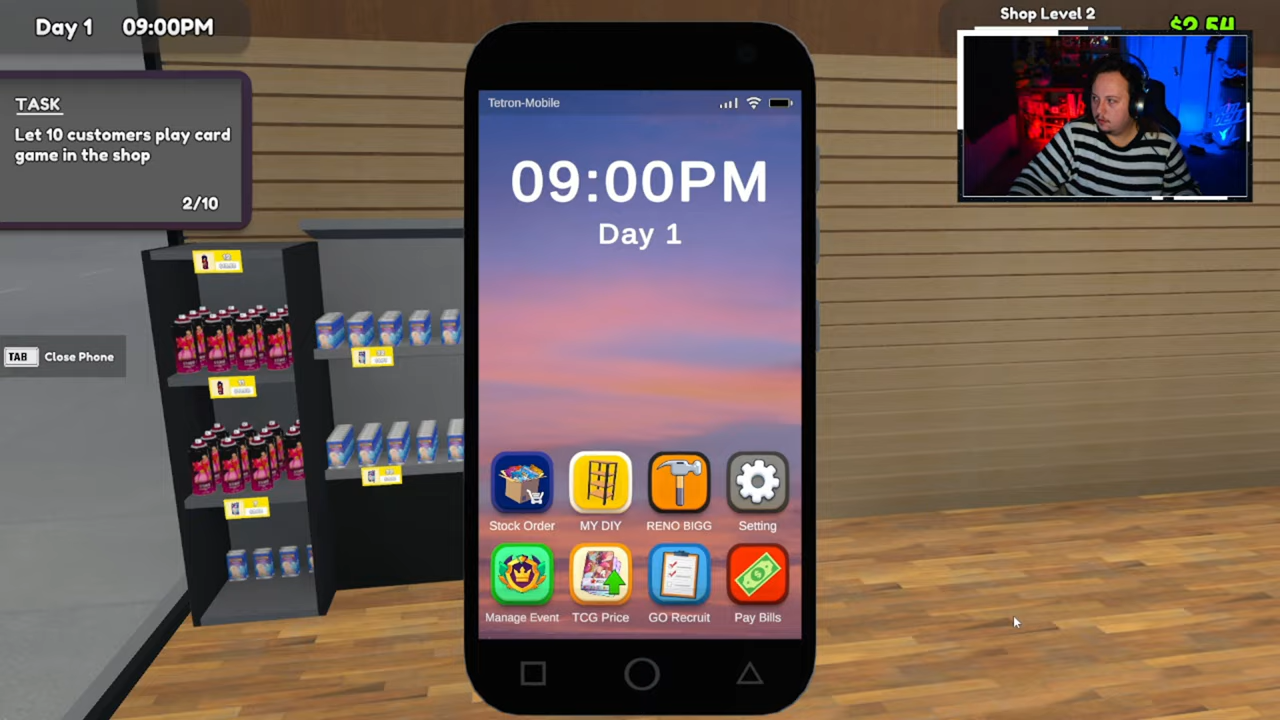 Day 1 09:00PM
Shop Level 2
$2.54
TASK
Let 10 customers play card
game in the shop
2/10
TAB Close Phone
Tetron-Mobile
09:00PM
Day 1
Stock Order MY DIY RENO BIGG Setting
Manage Event TCG Price GO Recruit Pay Bills